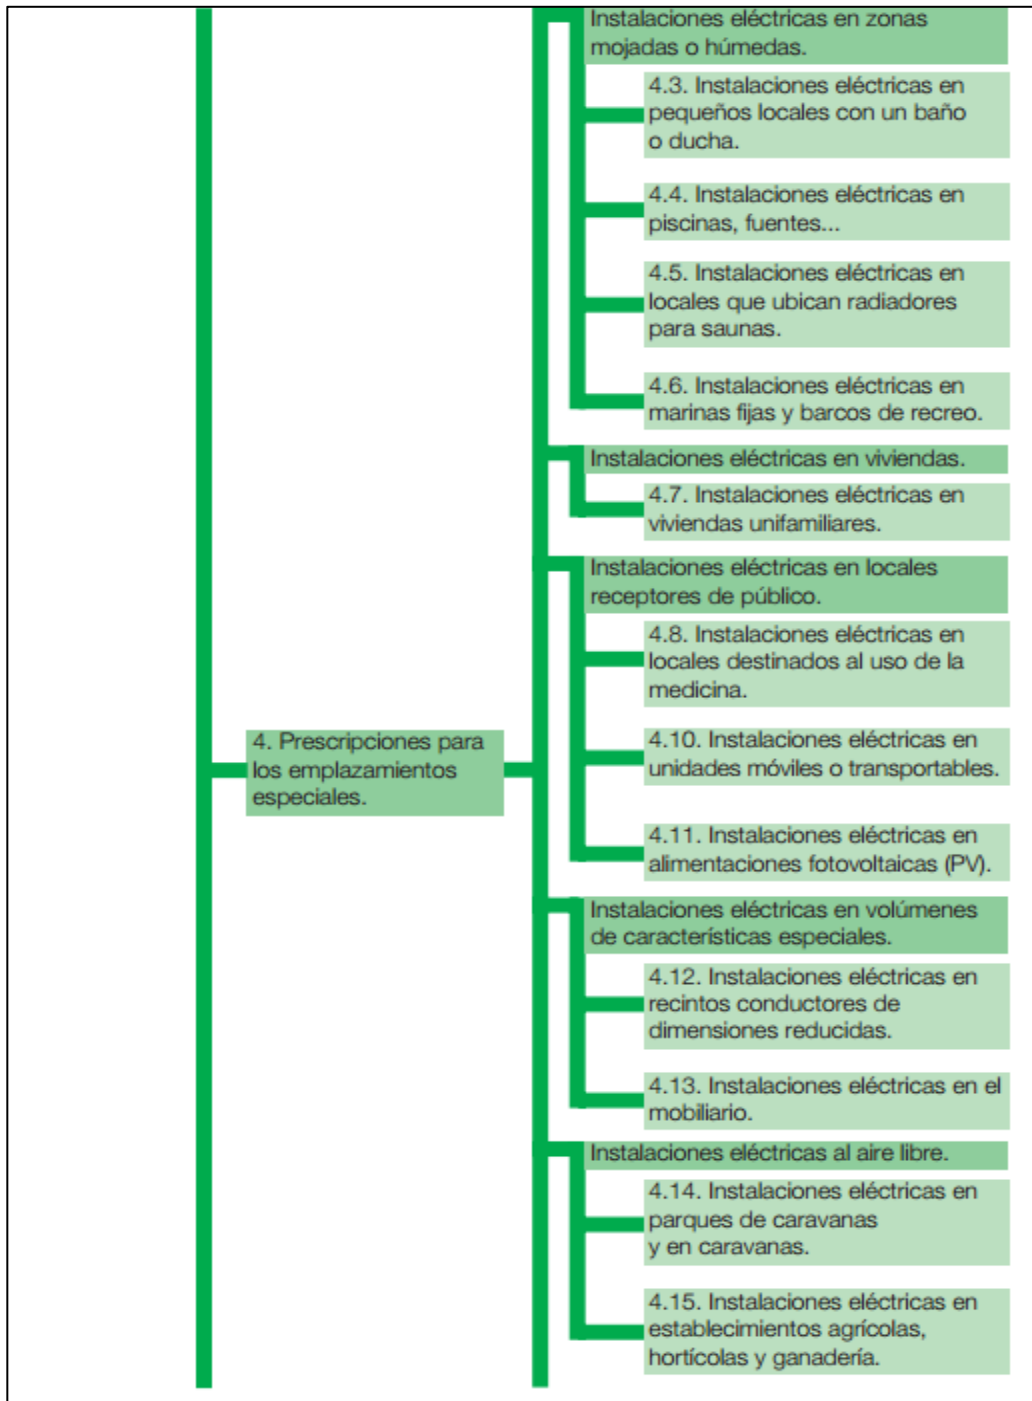 Instalaciones eléctricas en zonas
mojadas o húmedas.
4.3. Instalaciones eléctricas en
pequeños locales con un baño
o ducha.
4.4. Instalaciones eléctricas en
piscinas, fuentes...
4.5. Instalaciones eléctricas en
locales que ubican radiadores
para saunas.
4.6. Instalaciones eléctricas en
marinas fijas y barcos de recreo.
Instalaciones eléctricas en viviendas.
4.7. Instalaciones eléctricas en
viviendas unifamiliares.
Instalaciones eléctricas en locales
receptores de público.
4.8. Instalaciones eléctricas en
locales destinados al uso de la
medicina.
4. Prescripciones para
los emplazamientos
especiales.
4.10. Instalaciones eléctricas en
unidades móviles o transportables.
4.11. Instalaciones eléctricas en
alimentaciones fotovoltaicas (PV).
Instalaciones eléctricas en volúmenes
de características especiales.
4.12. Instalaciones eléctricas en
recintos conductores de
dimensiones reducidas.
4.13. Instalaciones eléctricas en el
mobiliario.
Instalaciones eléctricas al aire libre.
4.14. Instalaciones eléctricas en
parques de caravanas
y en caravanas.
4.15. Instalaciones eléctricas en
establecimientos agrícolas,
hortícolas y ganadería.